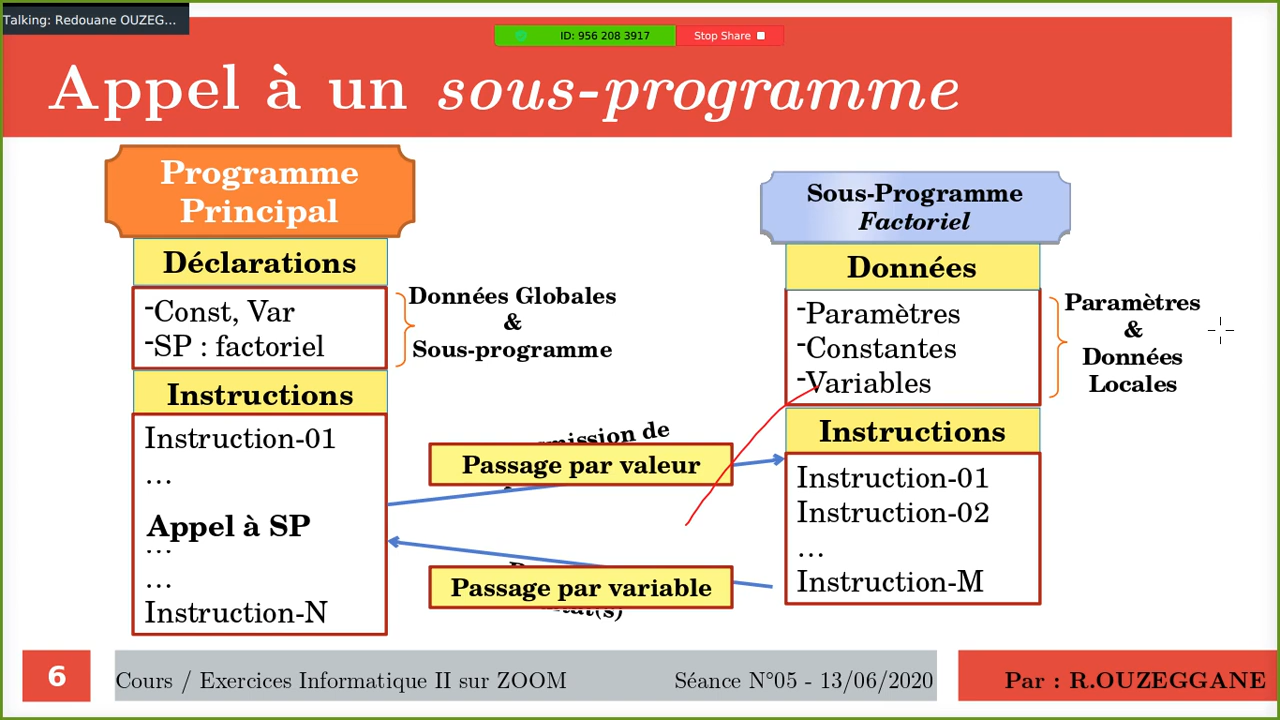 Talking: Redouane OUZEG...
ID: 956 208 3917
Stop Share
Appel à un sous-programme
Programme
Principal
Déclarations
-Const, Var
-SP : factoriel
Données Globales
&
Sous-programme
Instructions
Instruction-01
...
Appel à SP
...
...
Instruction-N
de
Passage par valeur
Passage par variable
Sous-Programme
Factoriel
Données
-Paramètres
-Constantes
-Variables
Paramètres
&
Données
Locales
Instructions
Instruction-01
Instruction-02
...
Instruction-M
6
Cours / Exercices Informatique II sur ZOOM
Séance N°05 - 13/06/2020
Par : R.OUZEGGANE